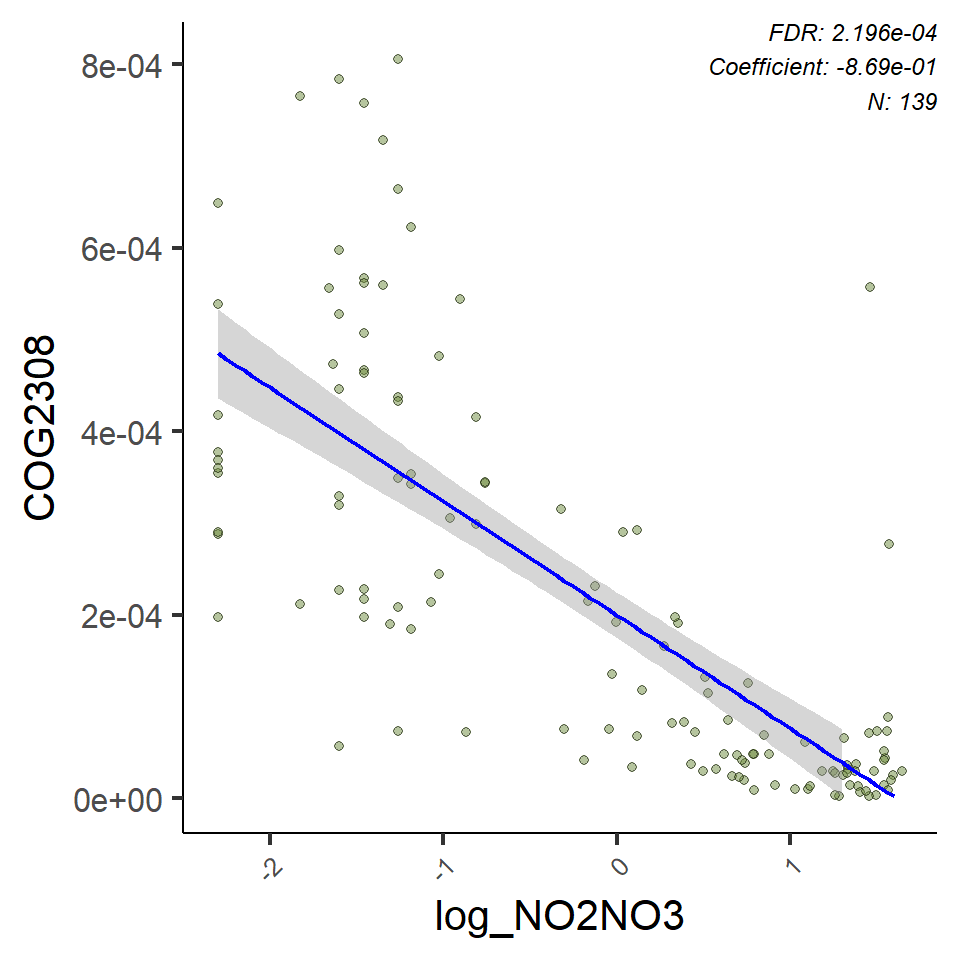 FDR: 2.196e-04
Coefficient: -8.69e-01
N: 139
8e-04
6e-04
4e-04
2e-04
0e+00
COG2308
-2
-1
0
1
log_NO2NO3